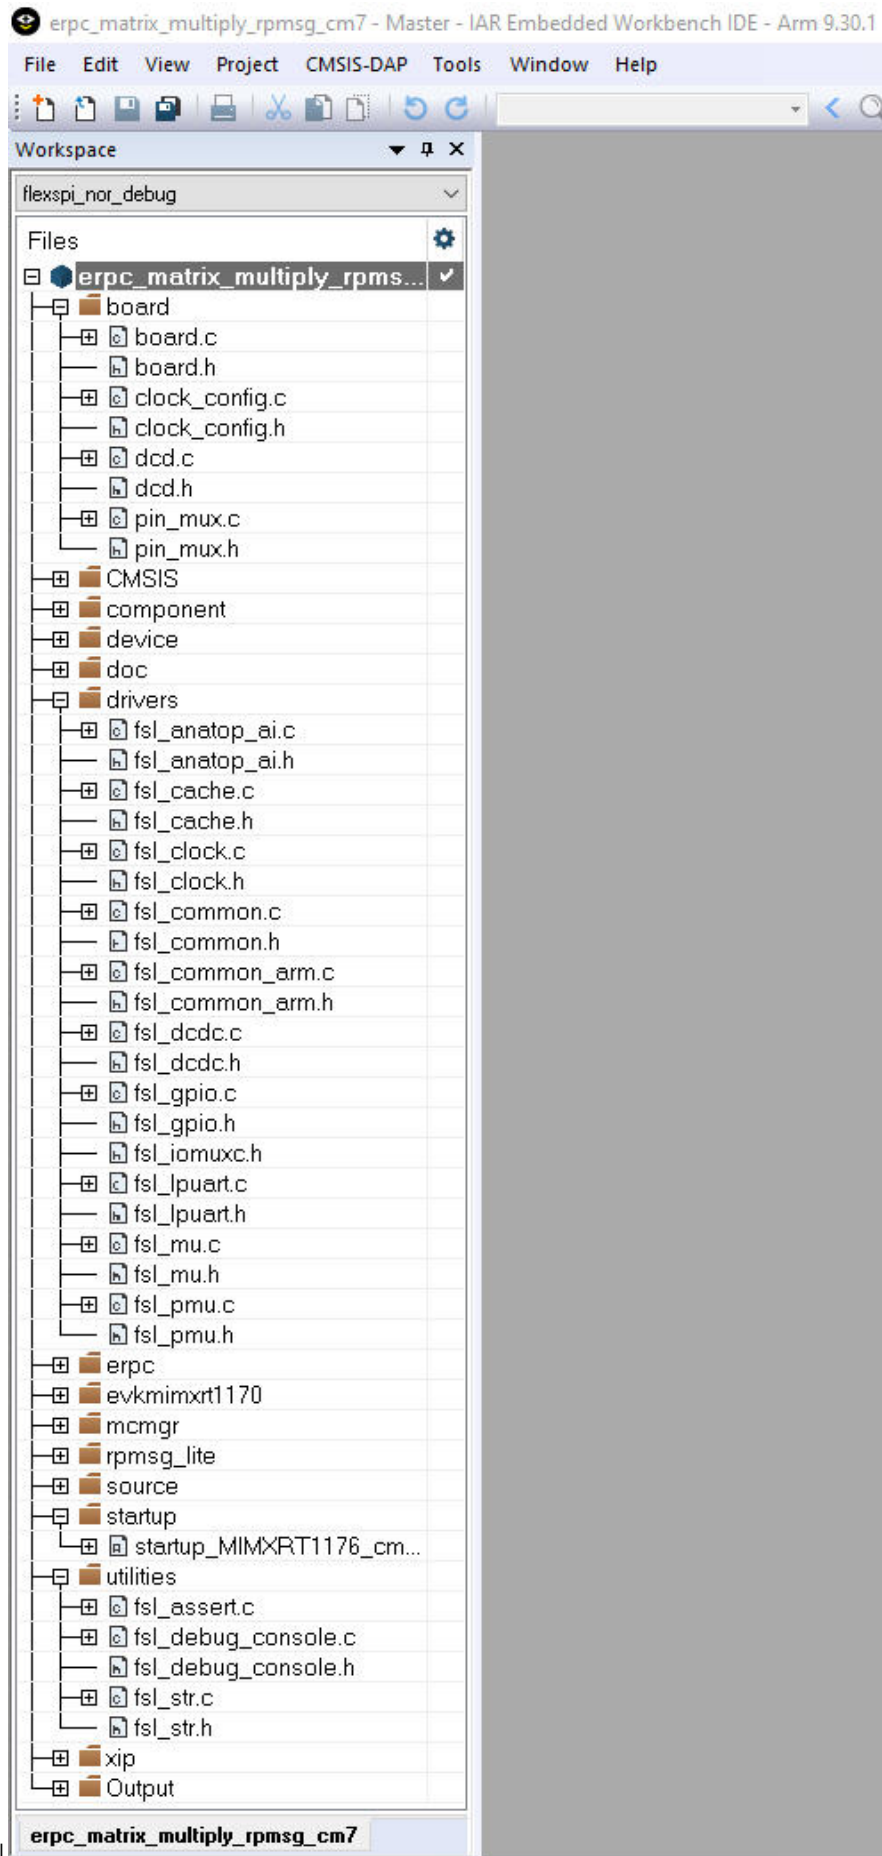 erpc_matrix_multiply_rpmsg_cm7 - Master - IAR Embedded Workbench IDE - Arm 9.30.1
File Edit View Project CMSIS-DAP Tools Window Help
Workspace
flexspi_nor_debug
Files
erpc_matrix_multiply_rpms...
board
board.c
board.h
clock_config.c
clock_config.h
dcd.c
dcd.h
pin_mux.c
pin_mux.h
CMSIS
component
device
doc
drivers
fsl_anatop_ai.c
fsl_anatop_ai.h
fsl_cache.c
fsl_cache.h
fsl_clock.c
fsl_clock.h
fsl_common.c
fsl_common.h
fsl_common_arm.c
fsl_common_arm.h
fsl_dcdc.c
fsl_dcdc.h
fsl_gpio.c
fsl_gpio.h
fsl_iomuxc.h
fsl_lpuart.c
fsl_lpuart.h
fsl_mu.c
fsl_mu.h
fsl_pmu.c
fsl_pmu.h
erpc
evkmimxrt1170
mcmgr
rpmsg_lite
source
startup
startup_MIMXRT1176_cm...
utilities
fsl_assert.c
fsl_debug_console.c
fsl_debug_console.h
fsl_str.c
fsl_str.h
xip
Output
erpc_matrix_multiply_rpmsg_cm7